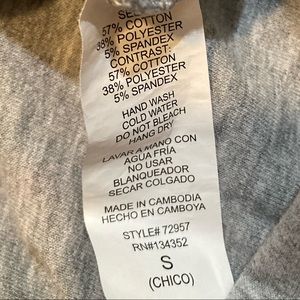 SELF:
57% COTTON
38% POLYESTER
5% SPANDEX
CONTRAST:
57% COTTON
38% POLYESTER
5% SPANDEX
HAND WASH
COLD WATER
DO NOT BLEACH
HANG DRY
LAVAR A MANO CON
AGUA FRÍA
NO USAR
BLANQUEADOR
SECAR COLGADO
MADE IN CAMBODIA
HECHO EN CAMBOYA
STYLE# 72957
RN#134352
S
(CHICO)